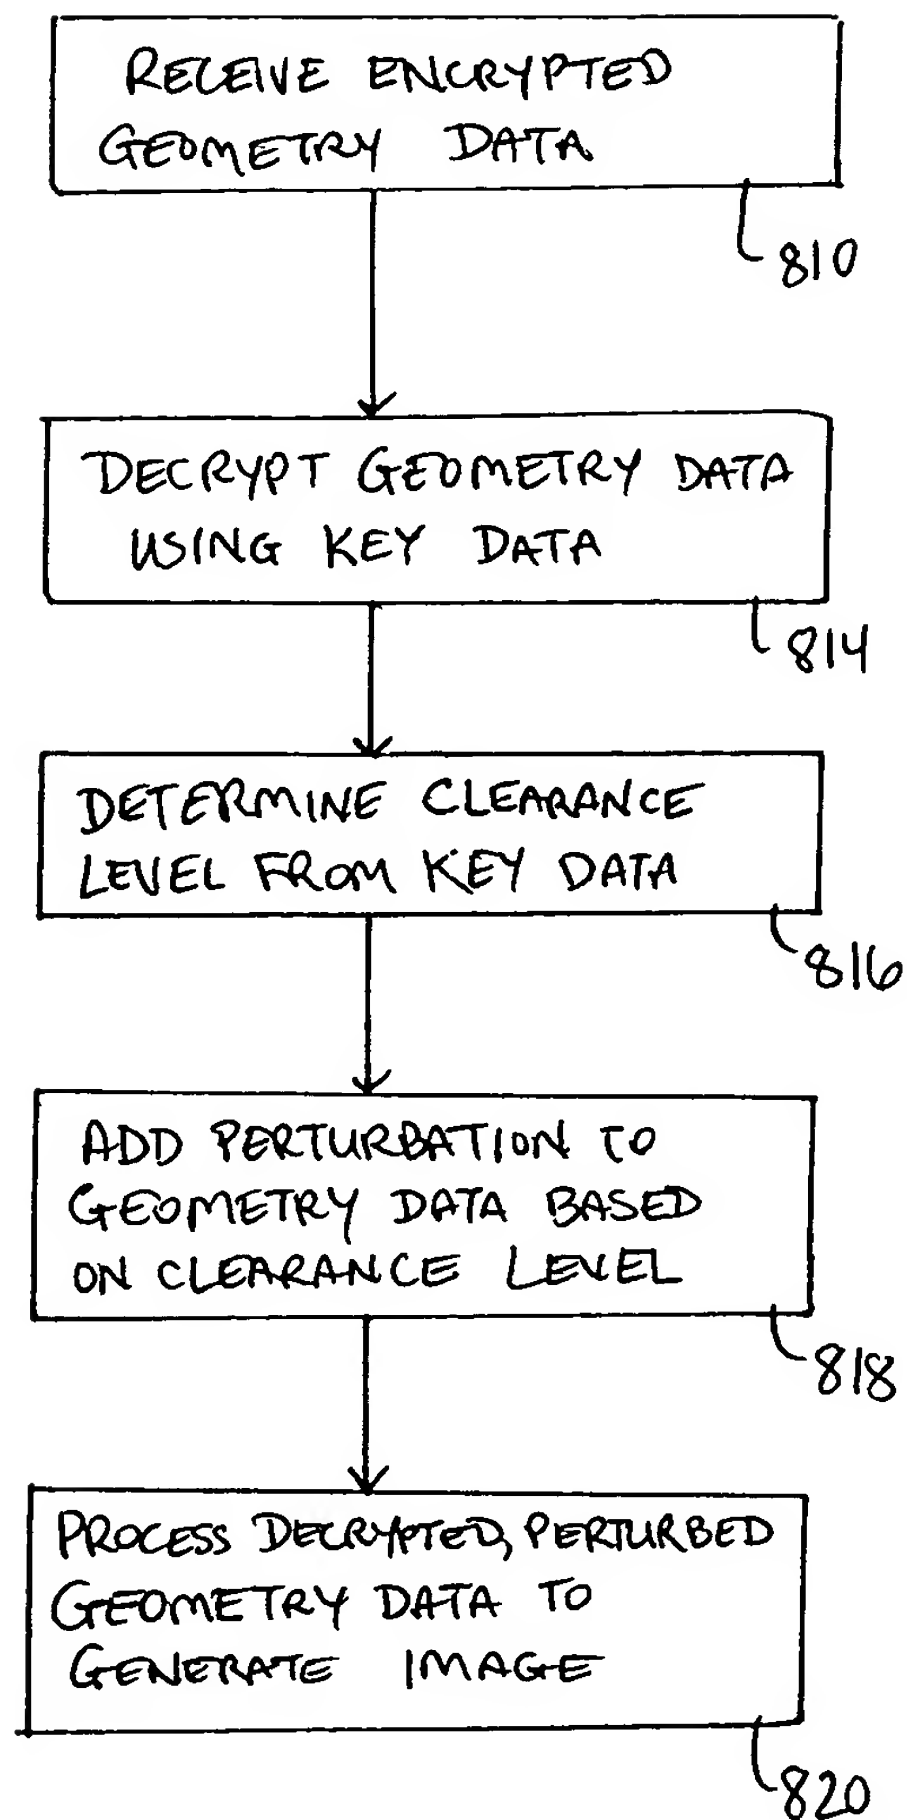 RECEIVE ENCRYPTED
GEOMETRY DATA
810
DECRYPT GEOMETRY DATA
USING KEY DATA
814
DETERMINE CLEARANCE
LEVEL FROM KEY DATA
816
ADD PERTURBATION TO
GEOMETRY DATA BASED
ON CLEARANCE LEVEL
818
PROCESS DECRYPTED, PERTURBED
GEOMETRY DATA TO
GENERATE IMAGE
820